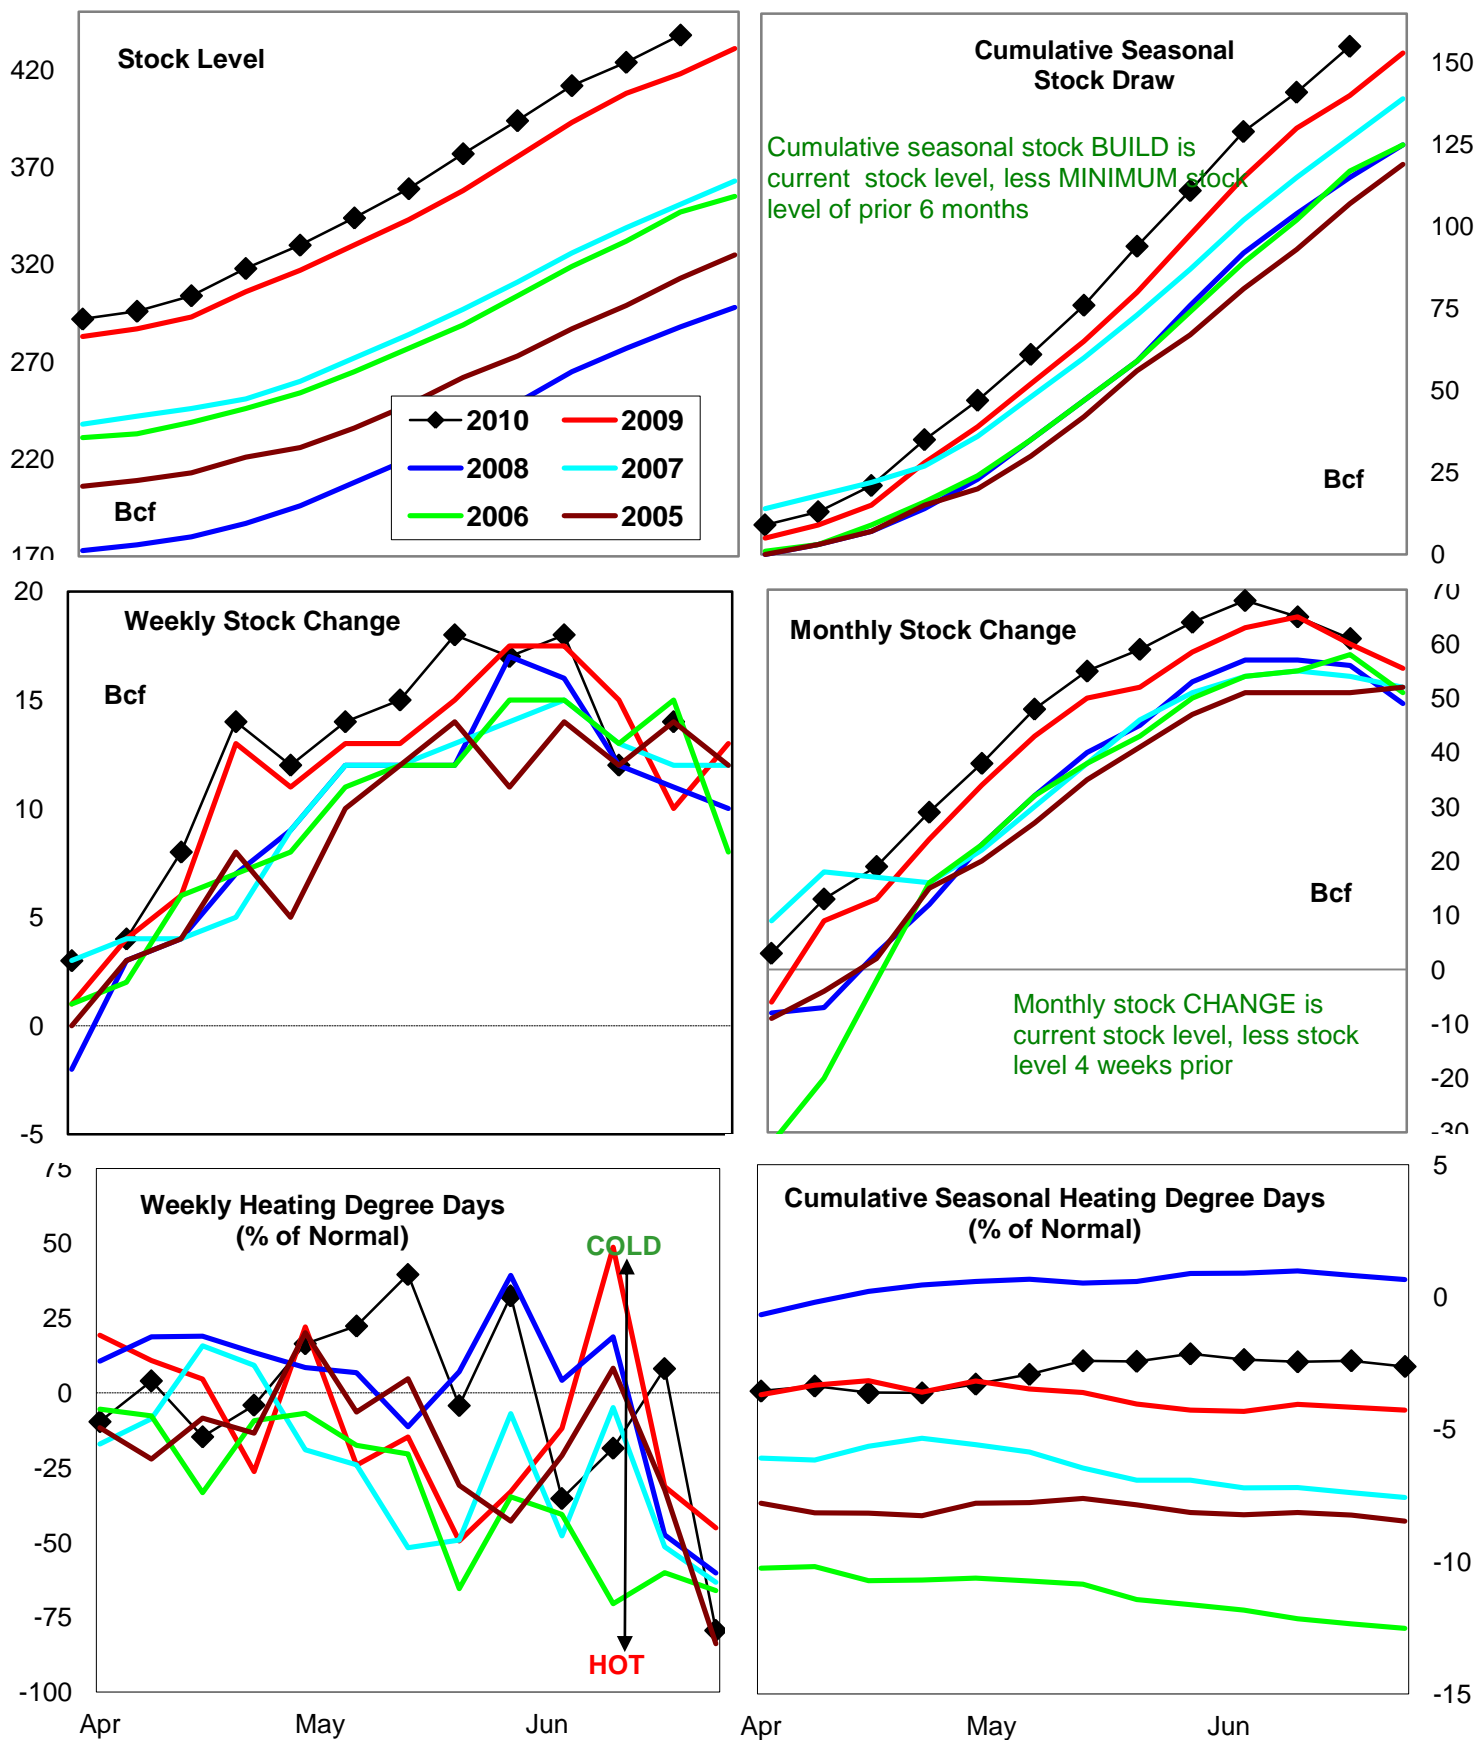 Stock Level
420
370
320
270
220
170
Bcf
2010
2009
2008
2007
2006
2005
Cumulative Seasonal
Stock Draw
Cumulative seasonal stock BUILD is
current stock level, less MINIMUM stock
level of prior 6 months
150
125
100
75
50
25
0
Bcf
Weekly Stock Change
Bcf
20
15
10
5
0
-5
Monthly Stock Change
70
60
50
40
30
20
10
0
-10
-20
-30
Bcf
Monthly stock CHANGE is
current stock level, less stock
level 4 weeks prior
Weekly Heating Degree Days
(% of Normal)
75
50
25
0
-25
-50
-75
-100
COLD
HOT
Apr
May
Jun
Cumulative Seasonal Heating Degree Days
(% of Normal)
5
0
-5
-10
-15
Apr
May
Jun